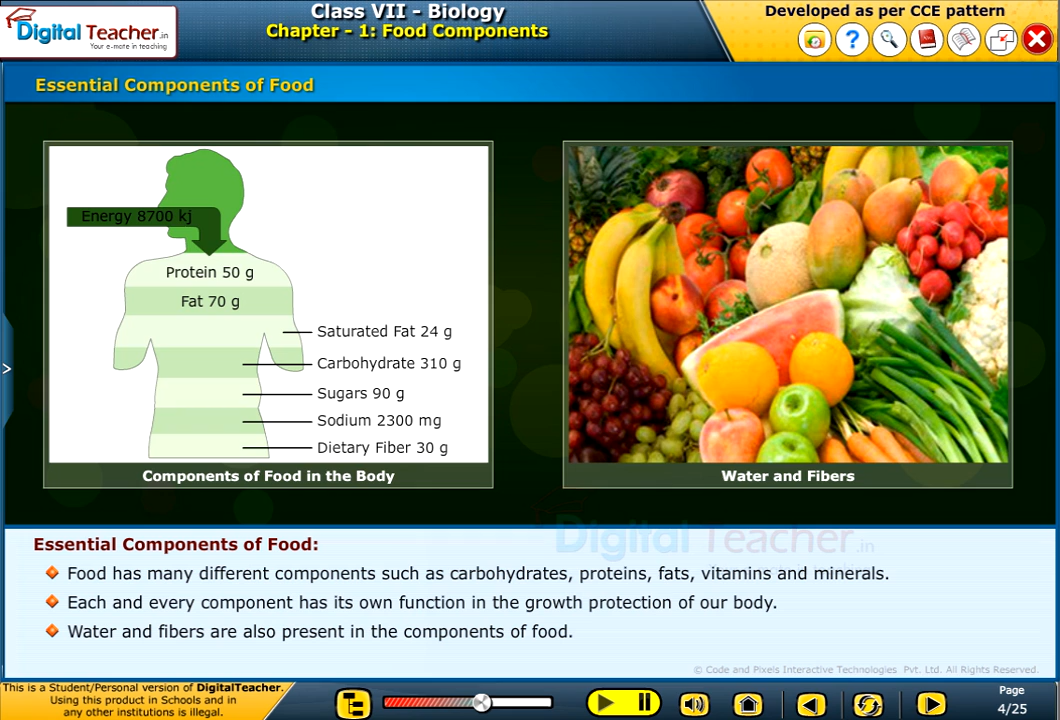 Digital Teacher.in
Your e-mate in teaching
Class VII - Biology
Chapter - 1: Food Components
Developed as per CCE pattern
?
Essential Components of Food
Energy 8700 kj
Protein 50 g
Fat 70 g
Saturated Fat 24 g
Carbohydrate 310 g
Sugars 90 g
Sodium 2300 mg
Dietary Fiber 30 g
Components of Food in the Body
Water and Fibers
>
Digital Teacher.in
Essential Components of Food:
Food has many different components such as carbohydrates, proteins, fats, vitamins and minerals.
Each and every component has its own function in the growth protection of our body.
Water and fibers are also present in the components of food.
© Code and Pixels Interactive Technologies Pvt. Ltd. All Rights Reserved.
This is a Student/Personal version of DigitalTeacher.
Using this product in Schools and in
any other institutions is illegal.
Page
4/25